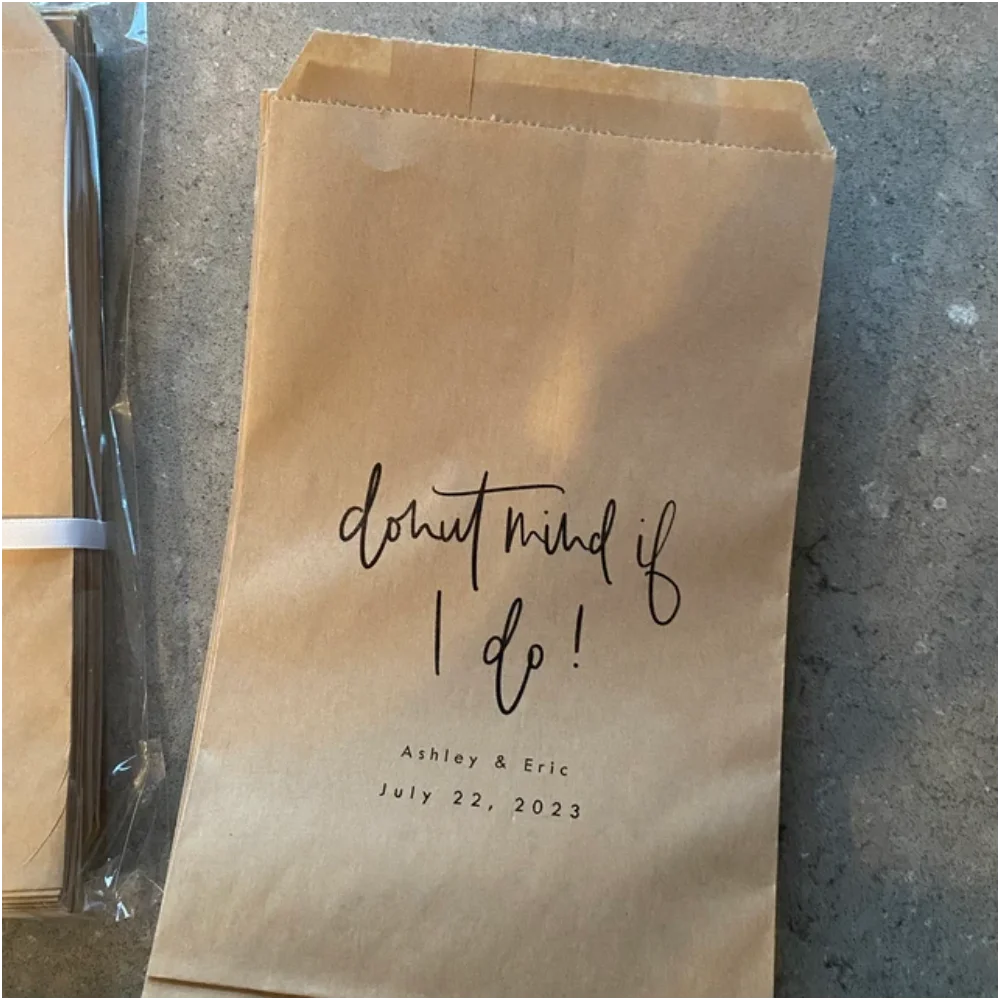 donut mind if
I do!
Ashley & Eric
July 22, 2023